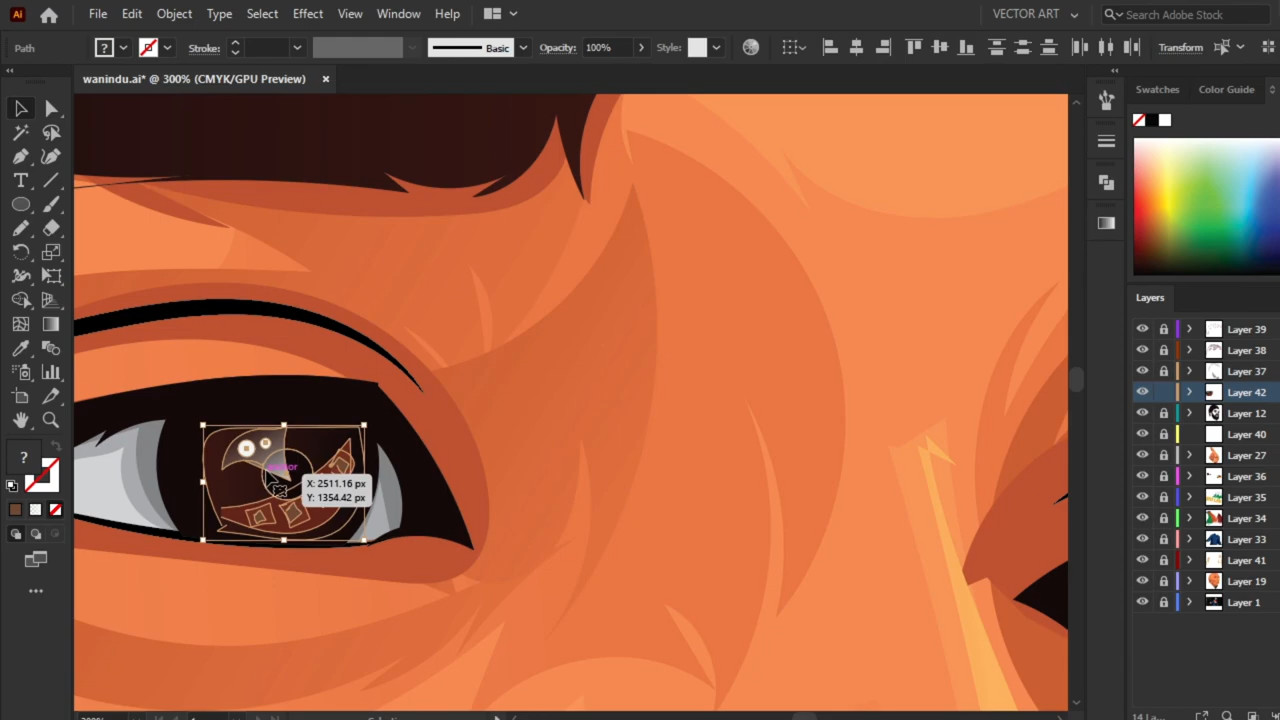 Ai File Edit Object Type Select Effect View Window Help VECTOR ART Search Adobe Stock
Path ? Stroke: Basic Opacity: 100% Style: Transform
wanindu.ai* @ 300% (CMYK/GPU Preview)
Swatches Color Guide
Layers
Layer 39
Layer 38
Layer 37
Layer 42
Layer 12
Layer 40
Layer 27
Layer 36
Layer 35
Layer 34
Layer 33
Layer 41
Layer 19
Layer 1
X: 2511.16 px
Y: 1354.42 px
?